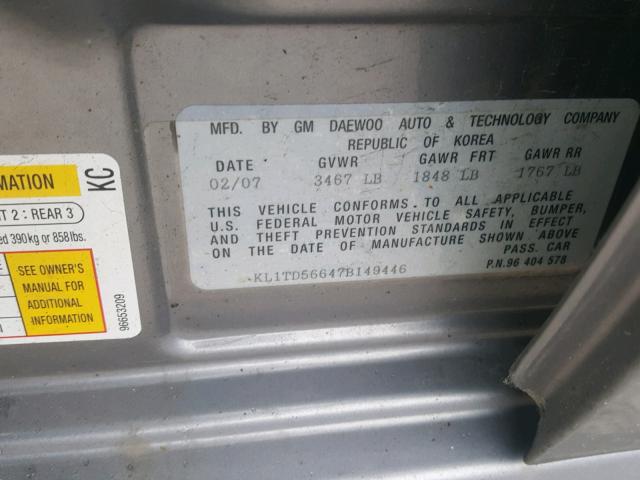 MFD. BY GM DAEWOO AUTO & TECHNOLOGY COMPANY
REPUBLIC OF KOREA
DATE GVWR GAWR FRT GAWR RR
02/07 3467 LB 1848 LB 1767 LB
THIS VEHICLE CONFORMS TO ALL APPLICABLE
U.S. FEDERAL MOTOR VEHICLE SAFETY, BUMPER,
AND THEFT PREVENTION STANDARDS IN EFFECT
ON THE DATE OF MANUFACTURE SHOWN ABOVE
PASS. CAR
KL1TD56647B149446
P.N.96 404 578
MATION
KC
T 2 : REAR 3
ed 390kg or 858lbs.
SEE OWNER'S
MANUAL FOR
ADDITIONAL
INFORMATION
96653209